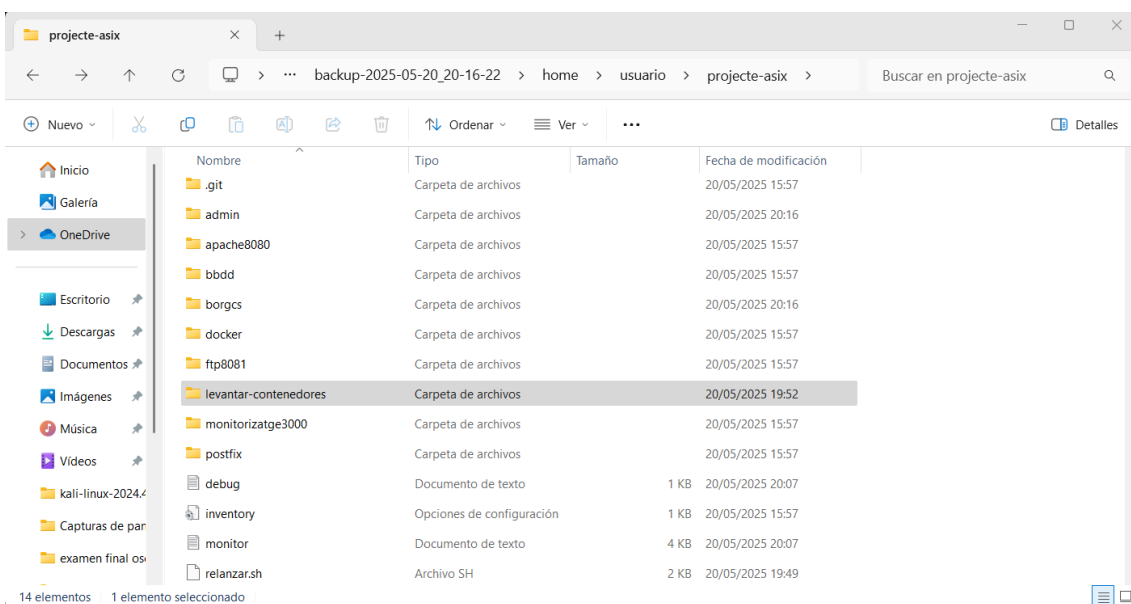 projecte-asix
backup-2025-05-20_20-16-22 > home > usuario > projecte-asix > Buscar en projecte-asix
Nuevo Ordenar Ver Detalles
Nombre Tipo Tamaño Fecha de modificación
Inicio
Galería
OneDrive
Escritorio
Descargas
Documentos
Imágenes
Música
Vídeos
kali-linux-2024.4
Capturas de pan
examen final os
.git Carpeta de archivos 20/05/2025 15:57
admin Carpeta de archivos 20/05/2025 20:16
apache8080 Carpeta de archivos 20/05/2025 15:57
bbdd Carpeta de archivos 20/05/2025 15:57
borgcs Carpeta de archivos 20/05/2025 20:16
docker Carpeta de archivos 20/05/2025 15:57
ftp8081 Carpeta de archivos 20/05/2025 15:57
levantar-contenedores Carpeta de archivos 20/05/2025 19:52
monitorizatge3000 Carpeta de archivos 20/05/2025 15:57
postfix Carpeta de archivos 20/05/2025 15:57
debug Documento de texto 1 KB 20/05/2025 20:07
inventory Opciones de configuración 1 KB 20/05/2025 15:57
monitor Documento de texto 4 KB 20/05/2025 20:07
relanzar.sh Archivo SH 2 KB 20/05/2025 19:49
14 elementos 1 elemento seleccionado